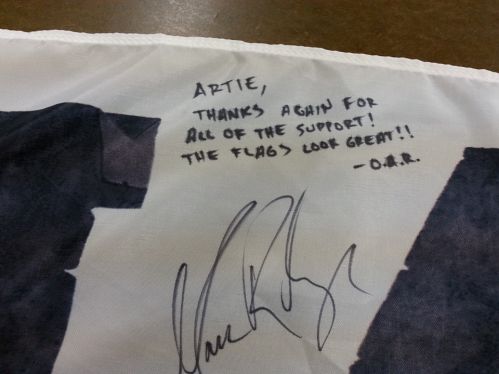 ARTIE,
THANKS AGAIN FOR
ALL OF THE SUPPORT!
THE FLAGS LOOK GREAT!!
- O.A.R.